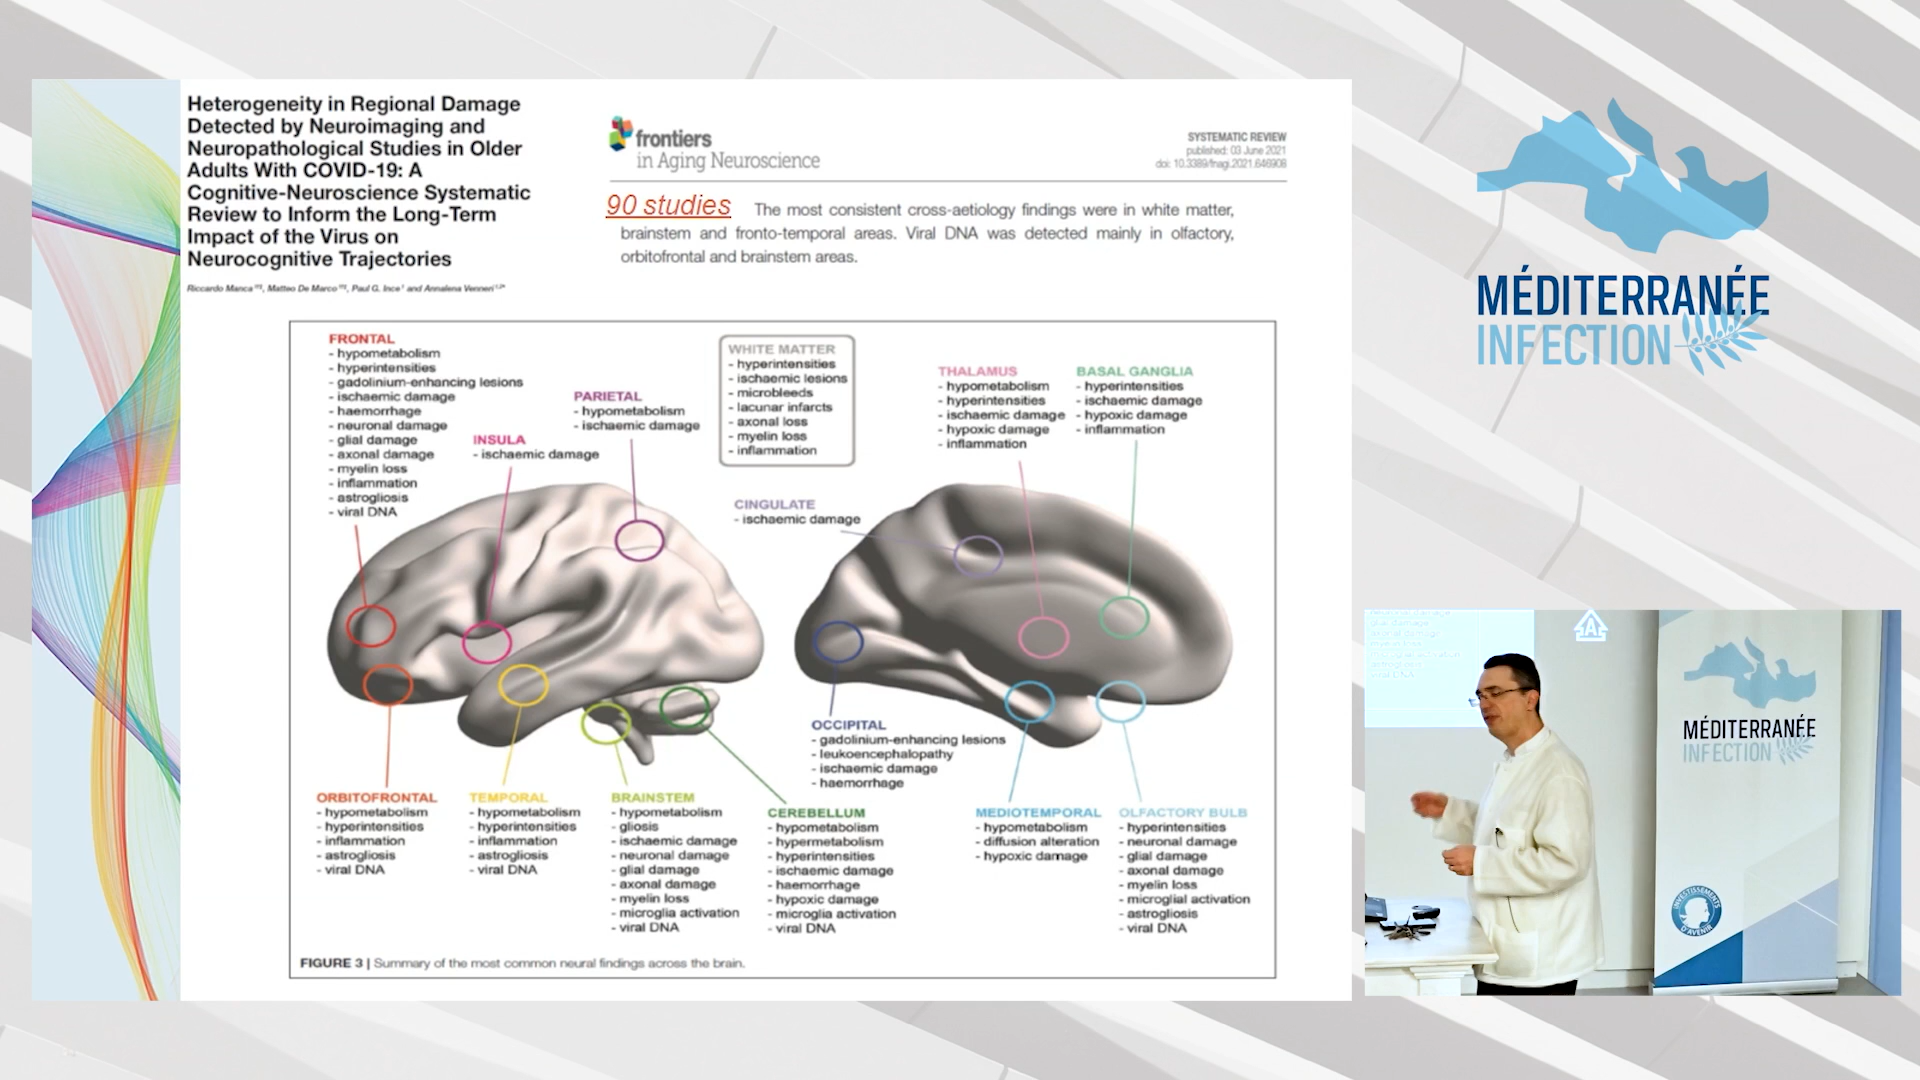 Heterogeneity in Regional Damage
Detected by Neuroimaging and
Neuropathological Studies in Older
Adults With COVID-19: A
Cognitive-Neuroscience Systematic
Review to Inform the Long-Term
Impact of the Virus on
Neurocognitive Trajectories
Riccardo Manca, Matteo De Marco, Paul G. Ince and Annalena Venneri
frontiers
in Aging Neuroscience
SYSTEMATIC REVIEW
published: 03 June 2021
doi: 10.3389/fnagi.2021.646908
90 studies The most consistent cross-aetiology findings were in white matter,
brainstem and fronto-temporal areas. Viral DNA was detected mainly in olfactory,
orbitofrontal and brainstem areas.
FRONTAL
- hypometabolism
- hyperintensities
- gadolinium-enhancing lesions
- ischaemic damage
- haemorrhage
- neuronal damage
- glial damage
- axonal damage
- myelin loss
- inflammation
- astrogliosis
- viral DNA
INSULA
- ischaemic damage
PARIETAL
- hypometabolism
- ischaemic damage
WHITE MATTER
- hyperintensities
- ischaemic lesions
- microbleeds
- lacunar infarcts
- axonal loss
- myelin loss
- inflammation
CINGULATE
- ischaemic damage
THALAMUS
- hypometabolism
- hyperintensities
- ischaemic damage
- hypoxic damage
- inflammation
BASAL GANGLIA
- hyperintensities
- ischaemic damage
- hypoxic damage
- inflammation
ORBITOFRONTAL
- hypometabolism
- hyperintensities
- inflammation
- astrogliosis
- viral DNA
TEMPORAL
- hypometabolism
- hyperintensities
- inflammation
- astrogliosis
- viral DNA
BRAINSTEM
- hypometabolism
- gliosis
- ischaemic damage
- neuronal damage
- glial damage
- axonal damage
- myelin loss
- microglia activation
- viral DNA
CEREBELLUM
- hypometabolism
- hypermetabolism
- hyperintensities
- ischaemic damage
- haemorrhage
- hypoxic damage
- microglia activation
- viral DNA
OCCIPITAL
- gadolinium-enhancing lesions
- leukoencephalopathy
- ischaemic damage
- haemorrhage
MEDIOTEMPORAL
- hypometabolism
- diffusion alteration
- hypoxic damage
OLFACTORY BULB
- hyperintensities
- neuronal damage
- glial damage
- axonal damage
- myelin loss
- microglial activation
- astrogliosis
- viral DNA
FIGURE 3 | Summary of the most common neural findings across the brain.
MÉDITERRANÉE
INFECTION
A
glial damage
axonal damage
myelin loss
astrogliosis
viral DNA
MÉDITERRANÉE
INFECTION
INVESTISSEMENTS
D'AVENIR